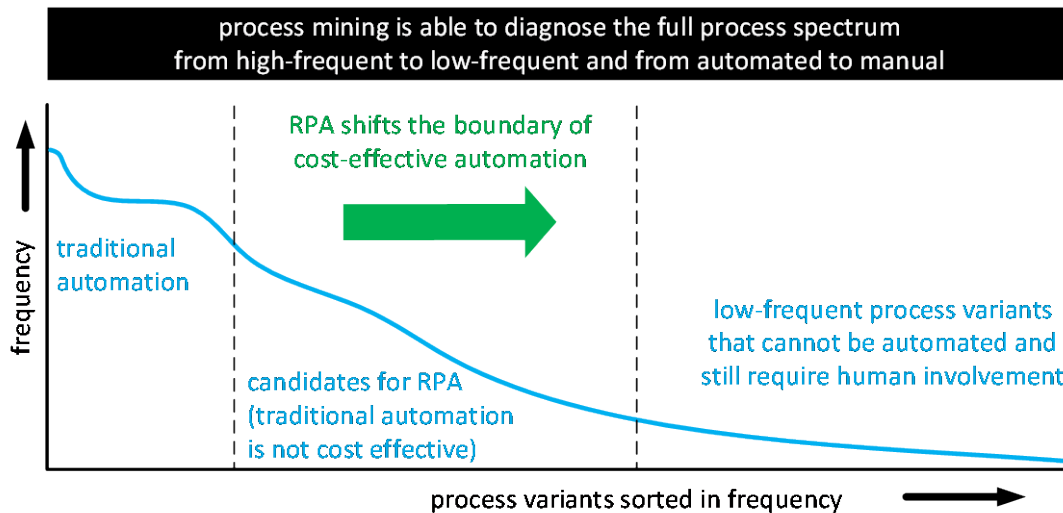 process mining is able to diagnose the full process spectrum
from high-frequent to low-frequent and from automated to manual
RPA shifts the boundary of
cost-effective automation
frequency
traditional
automation
candidates for RPA
(traditional automation
is not cost effective)
low-frequent process variants
that cannot be automated and
still require human involvement
process variants sorted in frequency